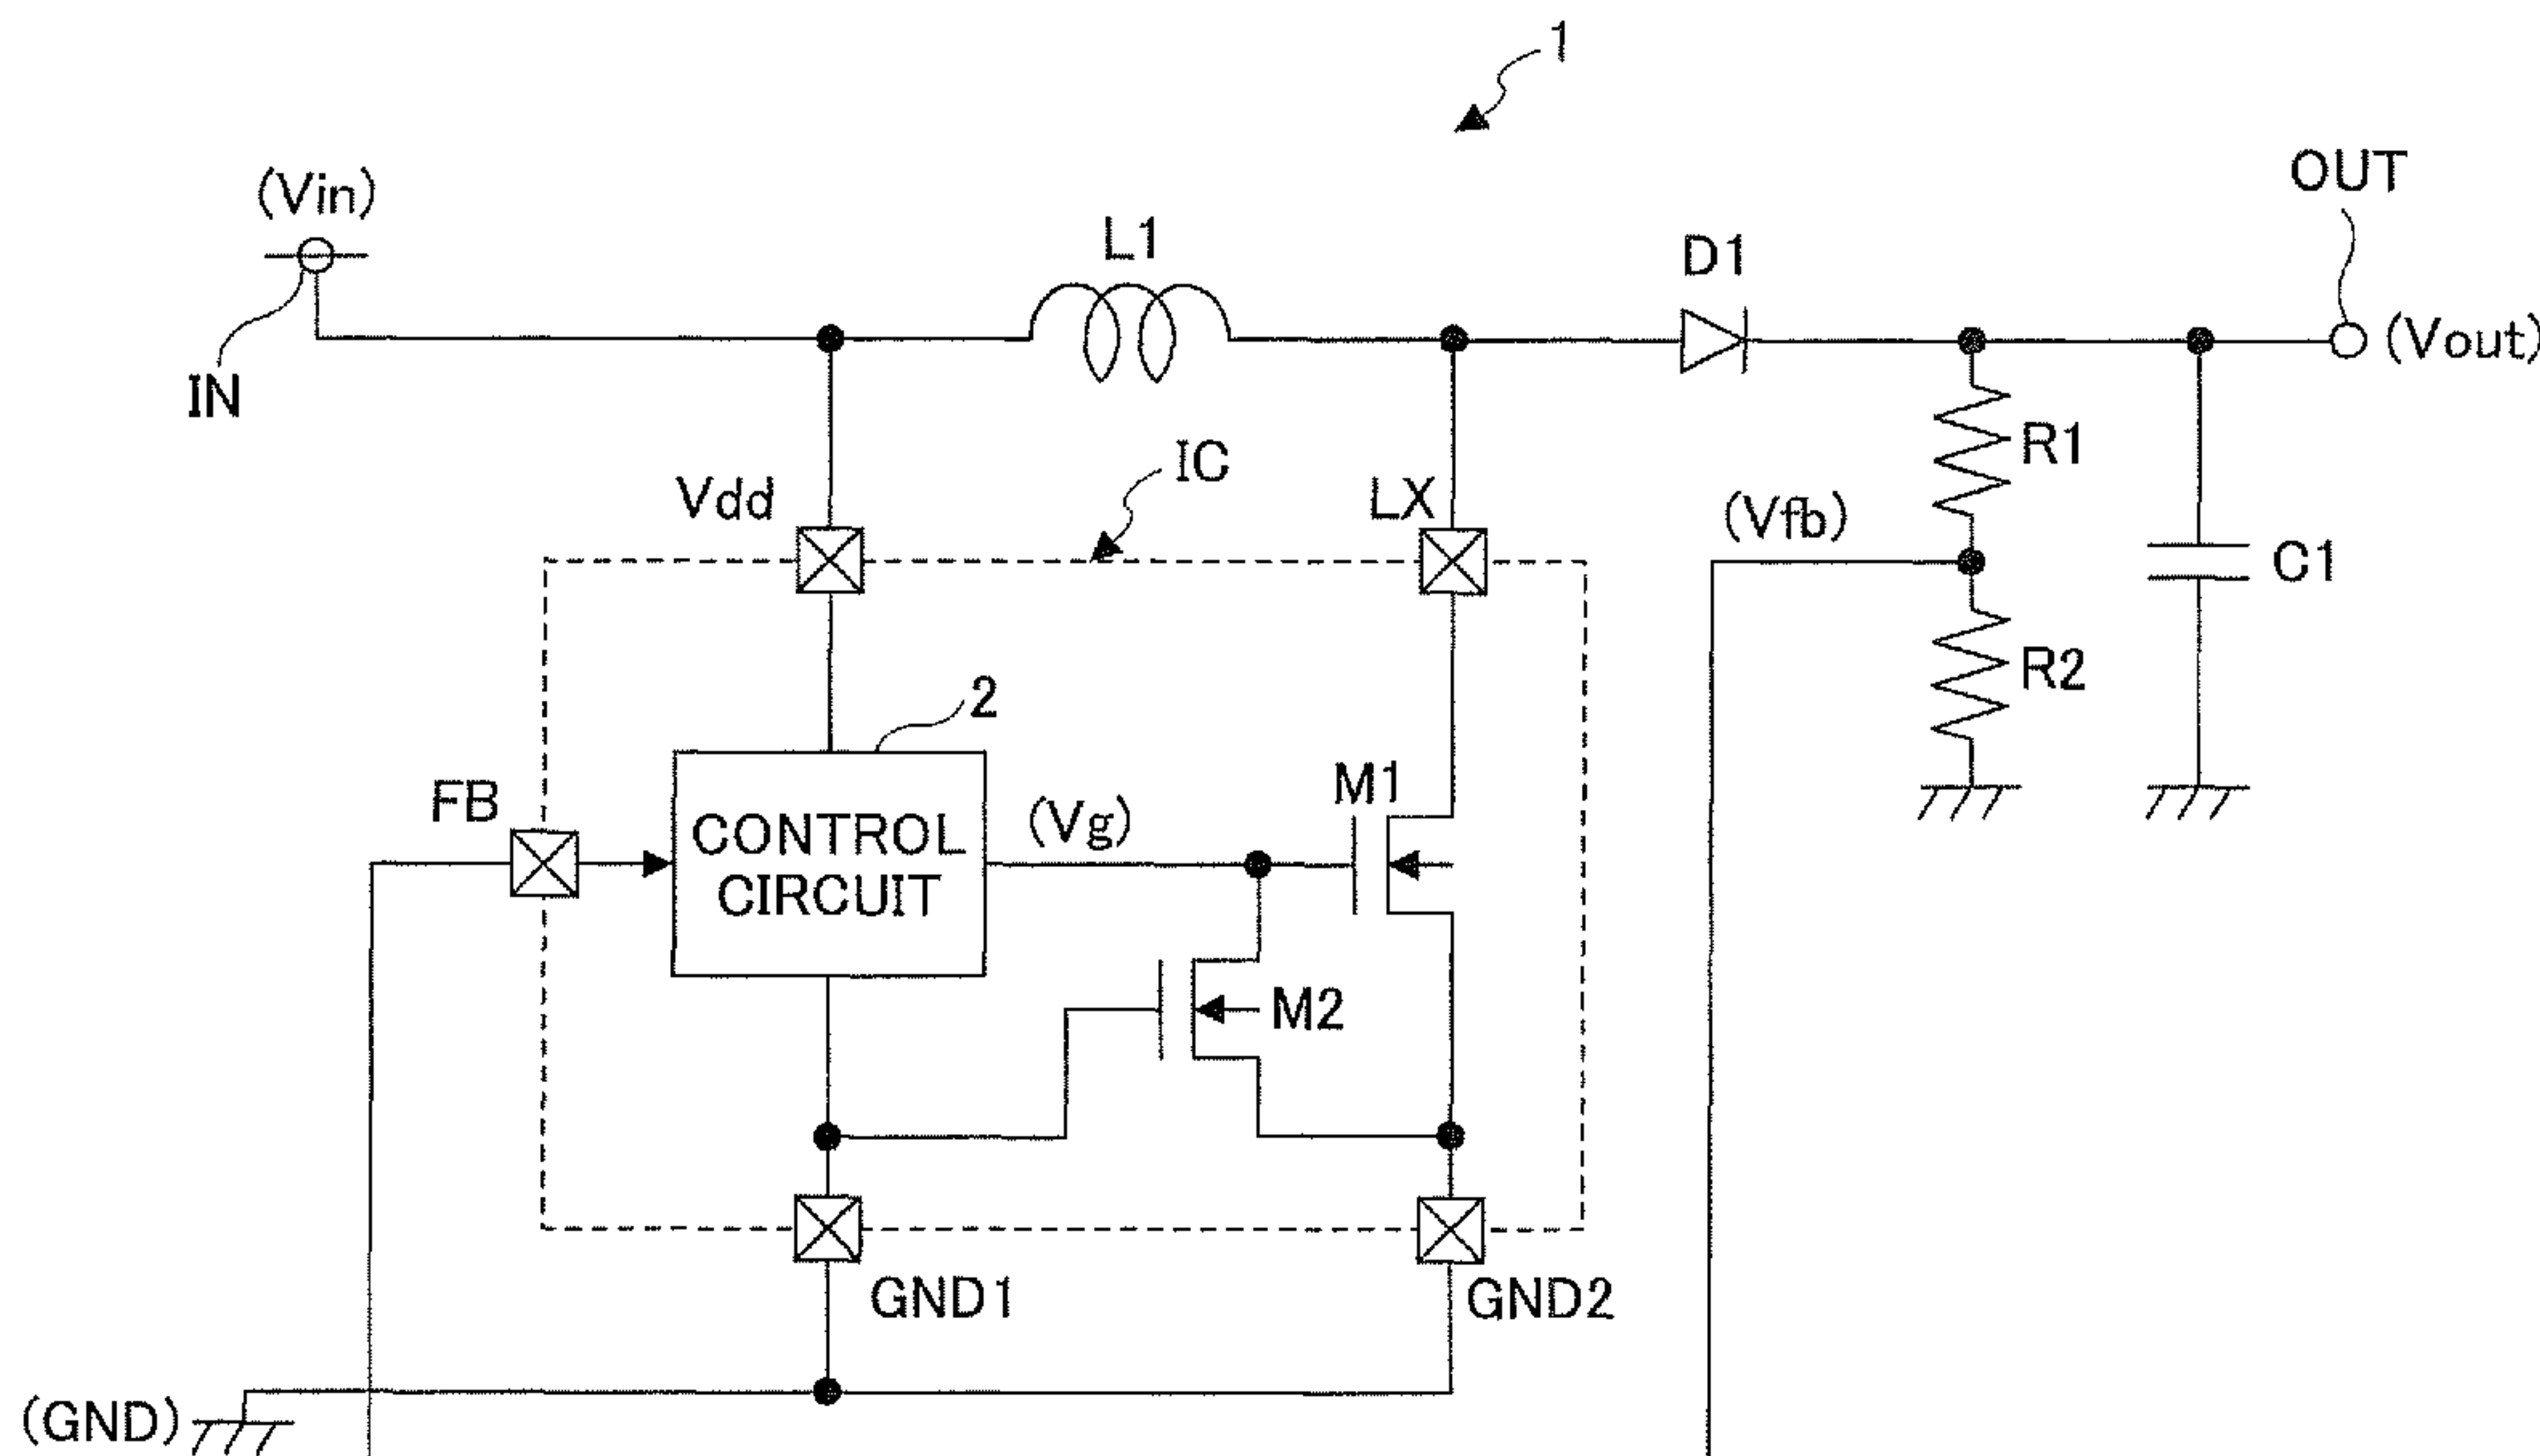 1
(Vin)
OUT
L1
D1
(Vout)
IN
R1
IC
Vdd
LX
(Vfb)
C1
R2
2
M1
FB
(Vg)
CONTROL
CIRCUIT
M2
GND1
GND2
(GND)